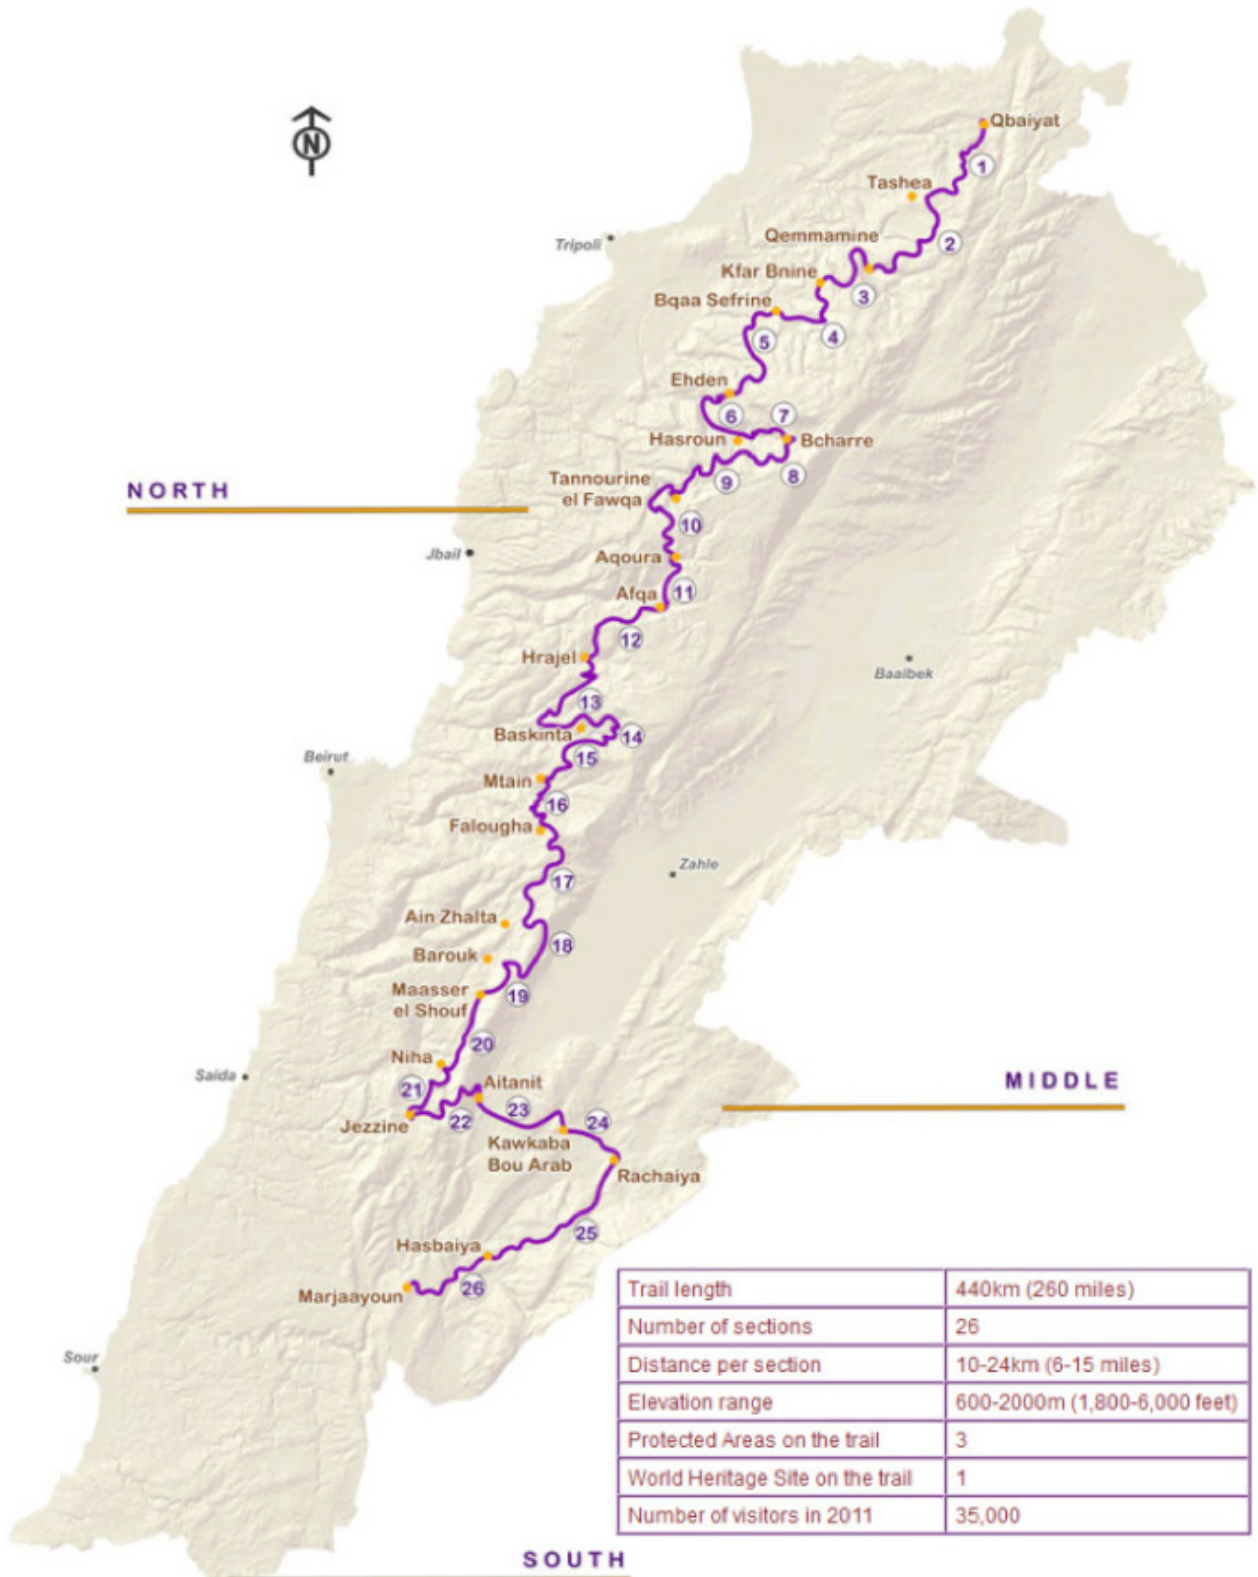 N
Qbaiyat
1
Tashea
2
Tripoli
Qemmamine
Kfar Bnine
3
Bqaa Sefrine
4
5
Ehden
6
7
Hasroun
Bcharre
8
9
Tannourine
el Fawqa
NORTH
10
Jbail
Aqoura
11
Afqa
12
Hrajel
Baalbek
13
Baskinta
14
15
Beirut
Mtain
16
Falougha
Zahle
17
Ain Zhalta
18
Barouk
Maasser
el Shouf
19
20
Niha
Saida
21
Aitanit
MIDDLE
Jezzine
22
23
24
Kawkaba
Bou Arab
Rachaiya
25
Hasbaiya
26
Marjaayoun
Sour
Trail length 440km (260 miles)
Number of sections 26
Distance per section 10-24km (6-15 miles)
Elevation range 600-2000m (1,800-6,000 feet)
Protected Areas on the trail 3
World Heritage Site on the trail 1
Number of visitors in 2011 35,000
SOUTH